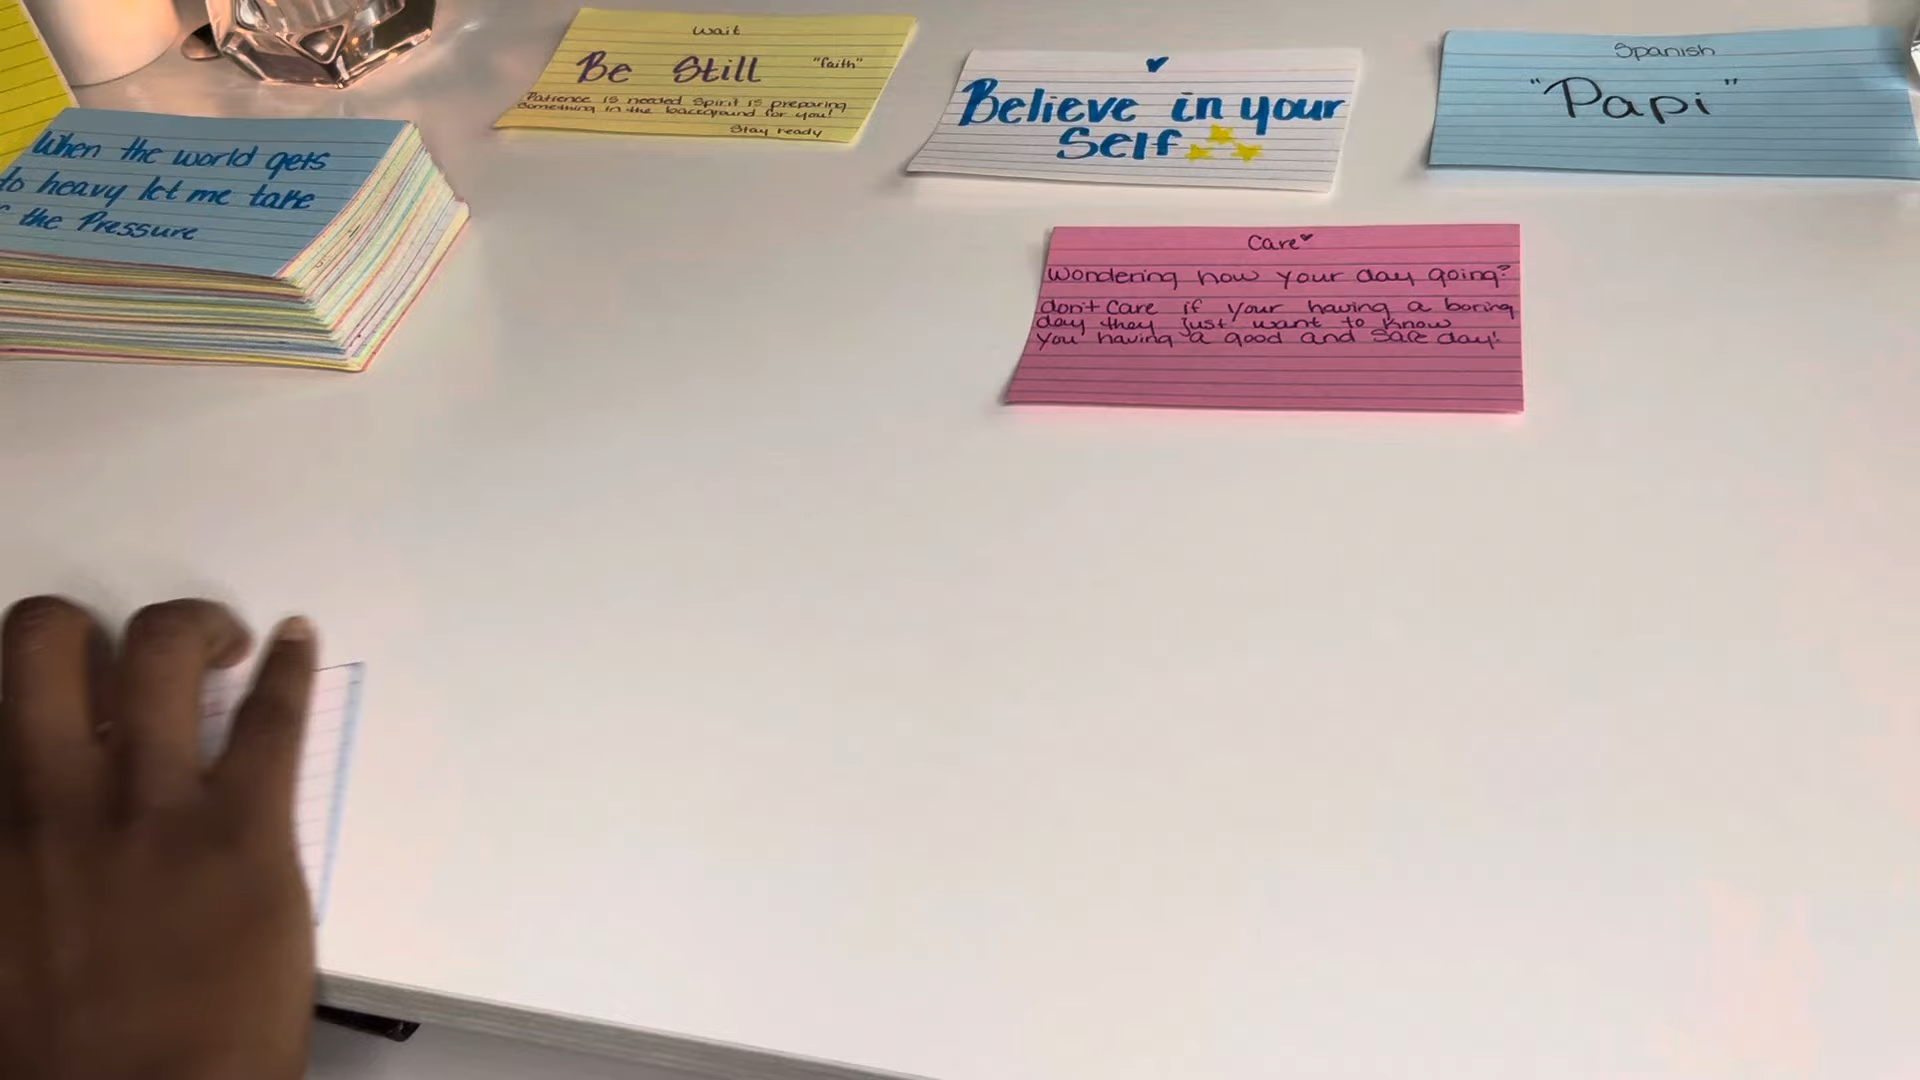 Wait
Be Still "faith"
Patience is needed Spirit is preparing
Something in the background for you!
Stay ready
Believe in your
Self
Spanish
"Papi"
When the world gets
to heavy let me take
the Pressure
Care
Wondering how your day going?
don't care if your having a boring
day they just want to know
you having a good and safe day!